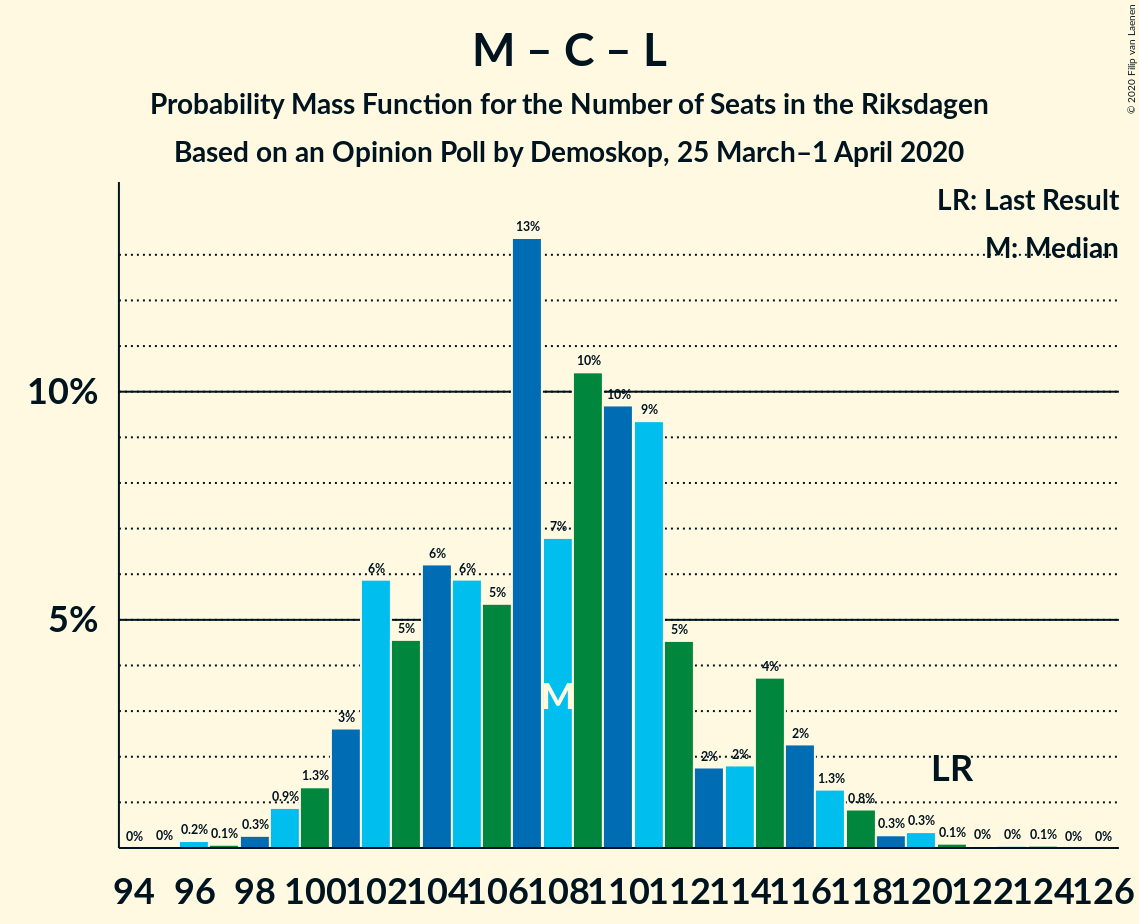 M – C – L
Probability Mass Function for the Number of Seats in the Riksdagen
Based on an Opinion Poll by Demoskop, 25 March–1 April 2020
© 2020 Filip van Laenen
LR: Last Result
M: Median
10%
5%
0% 0% 0.2% 0.1% 0.3% 0.9% 1.3% 3% 6% 5% 6% 6% 5% 13% 7% 10% 10% 9% 5% 2% 2% 4% 2% 1.3% 0.8% 0.3% 0.3% 0.1% 0% 0% 0.1% 0% 0%
M
LR
94 96 98 100 102 104 106 108 110 112 114 116 118 120 122 124 126